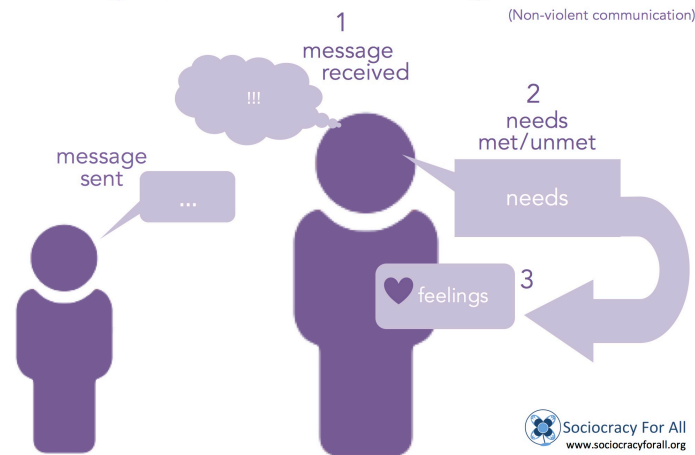 (Non-violent communication)
1
message
received
!!!
2
needs
met/unmet
message
sent
...
needs
3
feelings
Sociocracy For All
www.sociocracyforall.org